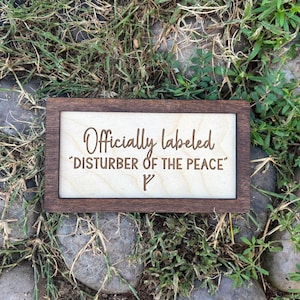 Officially labeled
"DISTURBER OF THE PEACE"
ᚠ